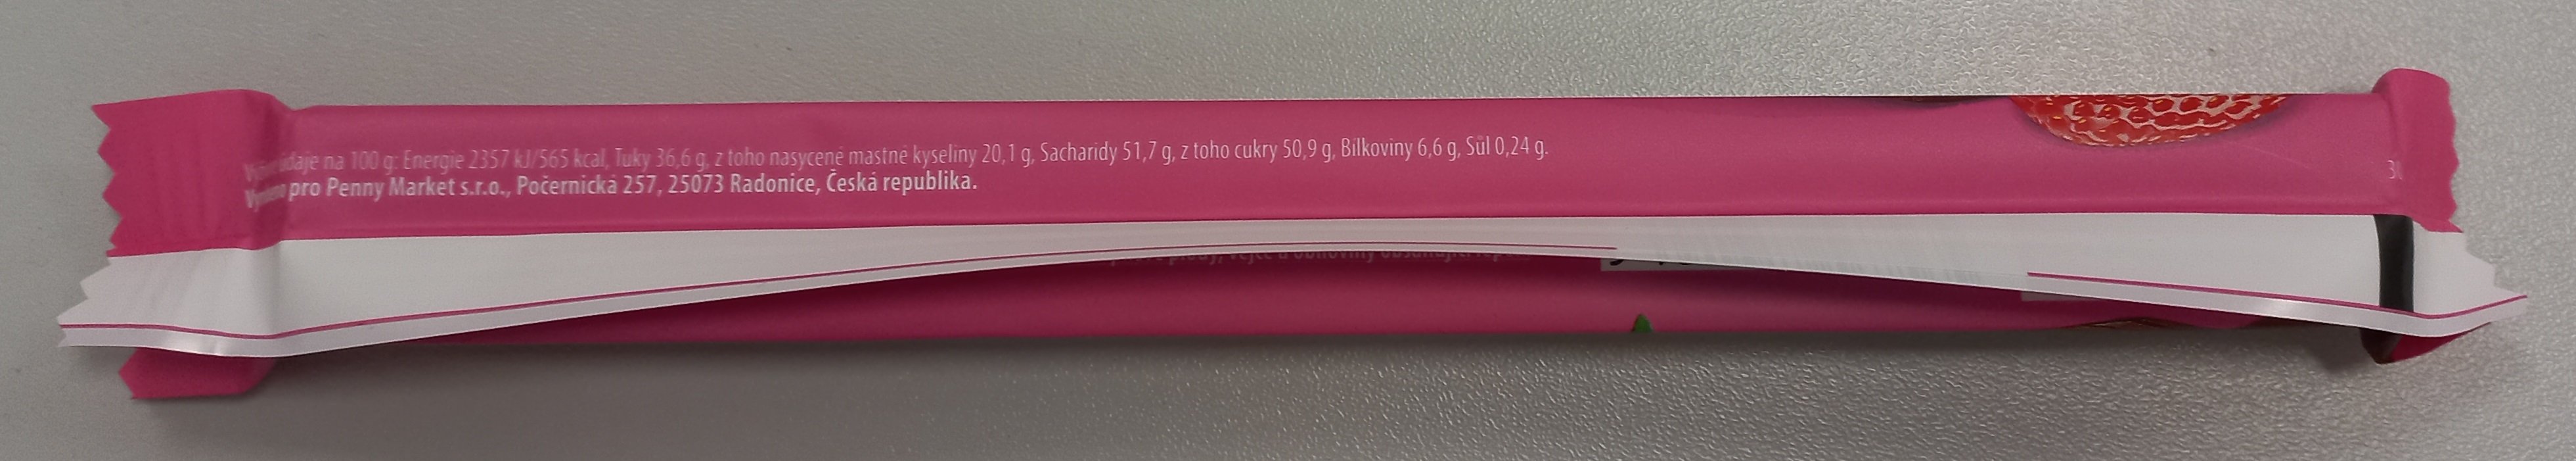 údaje na 100 g: Energie 2357 kJ/565 kcal, Tuky 36,6 g, z toho nasycené mastné kyseliny 20,1 g, Sacharidy 51,7 g, z toho cukry 50,9 g, Bílkoviny 6,6 g, Sůl 0,24 g.
pro Penny Market s.r.o., Počernická 257, 25073 Radonice, Česká republika.